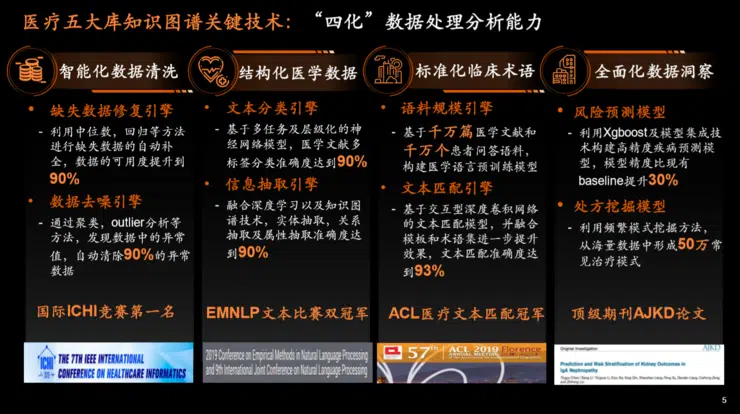 医疗五大库知识图谱关键技术：“四化”数据处理分析能力
智能化数据清洗
• 缺失数据修复引擎
- 利用中位数，回归等方法
进行缺失数据的自动补
全，数据的可用度提升到
90%
• 数据去噪引擎
- 通过聚类，outlier分析等
方法，发现数据中的异常
值，自动清除90%的异常
数据
国际ICHI竞赛第一名
ICHI
THE 7TH IEEE INTERNATIONAL
CONFERENCE ON HEALTHCARE INFORMATICS
结构化医学数据
• 文本分类引擎
- 基于多任务及层级化的神
经网络模型，医学文献多
标签分类准确度达到90%
• 信息抽取引擎
- 融合深度学习以及知识图
谱技术，实体抽取，关系
抽取及属性抽取准确度达
到90%
EMNLP文本比赛双冠军
2019 Conference on Empirical Methods in Natural Language Processing
and 9th International Joint Conference on Natural Language Processing
标准化临床术语
• 语料规模引擎
- 基于千万篇医学文献和
千万个患者问答语料，
构建医学语言预训练模型
• 文本匹配引擎
- 基于交互型深度卷和网络
的文本匹配模型，并融合
模板和术语集进一步提升
效果，文本匹配准确度达
到93%
ACL医疗文本匹配冠军
57th ACL 2019 Florence
ANNUAL MEETING
全面化数据洞察
• 风险预测模型
- 利用Xgboost及模型集成技
术构建高精度疾病预测模
型，模型精度比现有
baseline提升30%
• 处方挖掘模型
- 利用频繁模式挖掘方法，
从海量数据中形成50万常
见治疗模式
顶级期刊AJKD论文
Original Investigation
AJKD
Prediction and Risk Stratification of Kidney Outcomes in
IgA Nephropathy
5